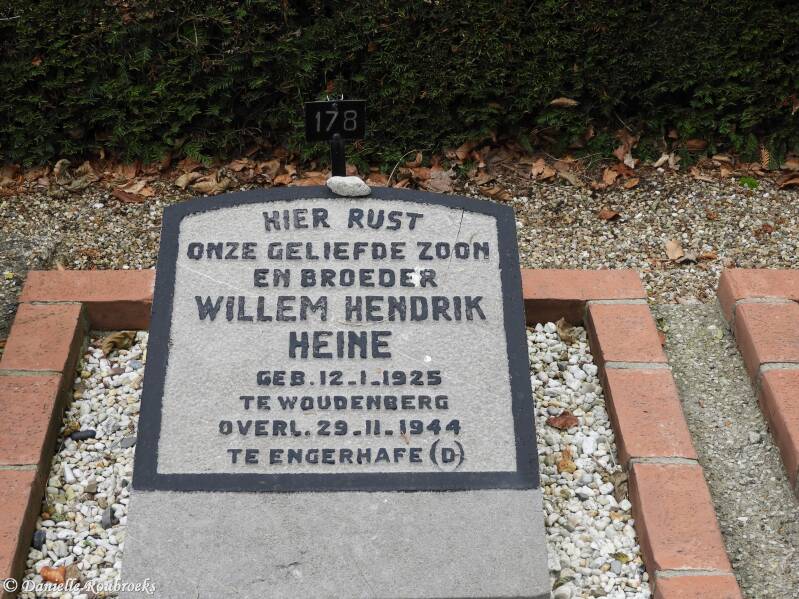 178
HIER RUST
ONZE GELIEFDE ZOON
EN BROEDER
WILLEM HENDRIK
HEINE
GEB. 12-1-1925
TE WOUDENBERG
OVERL. 29-11-1944
TE ENGERHAFE (D)
© Danielle Roubroeks